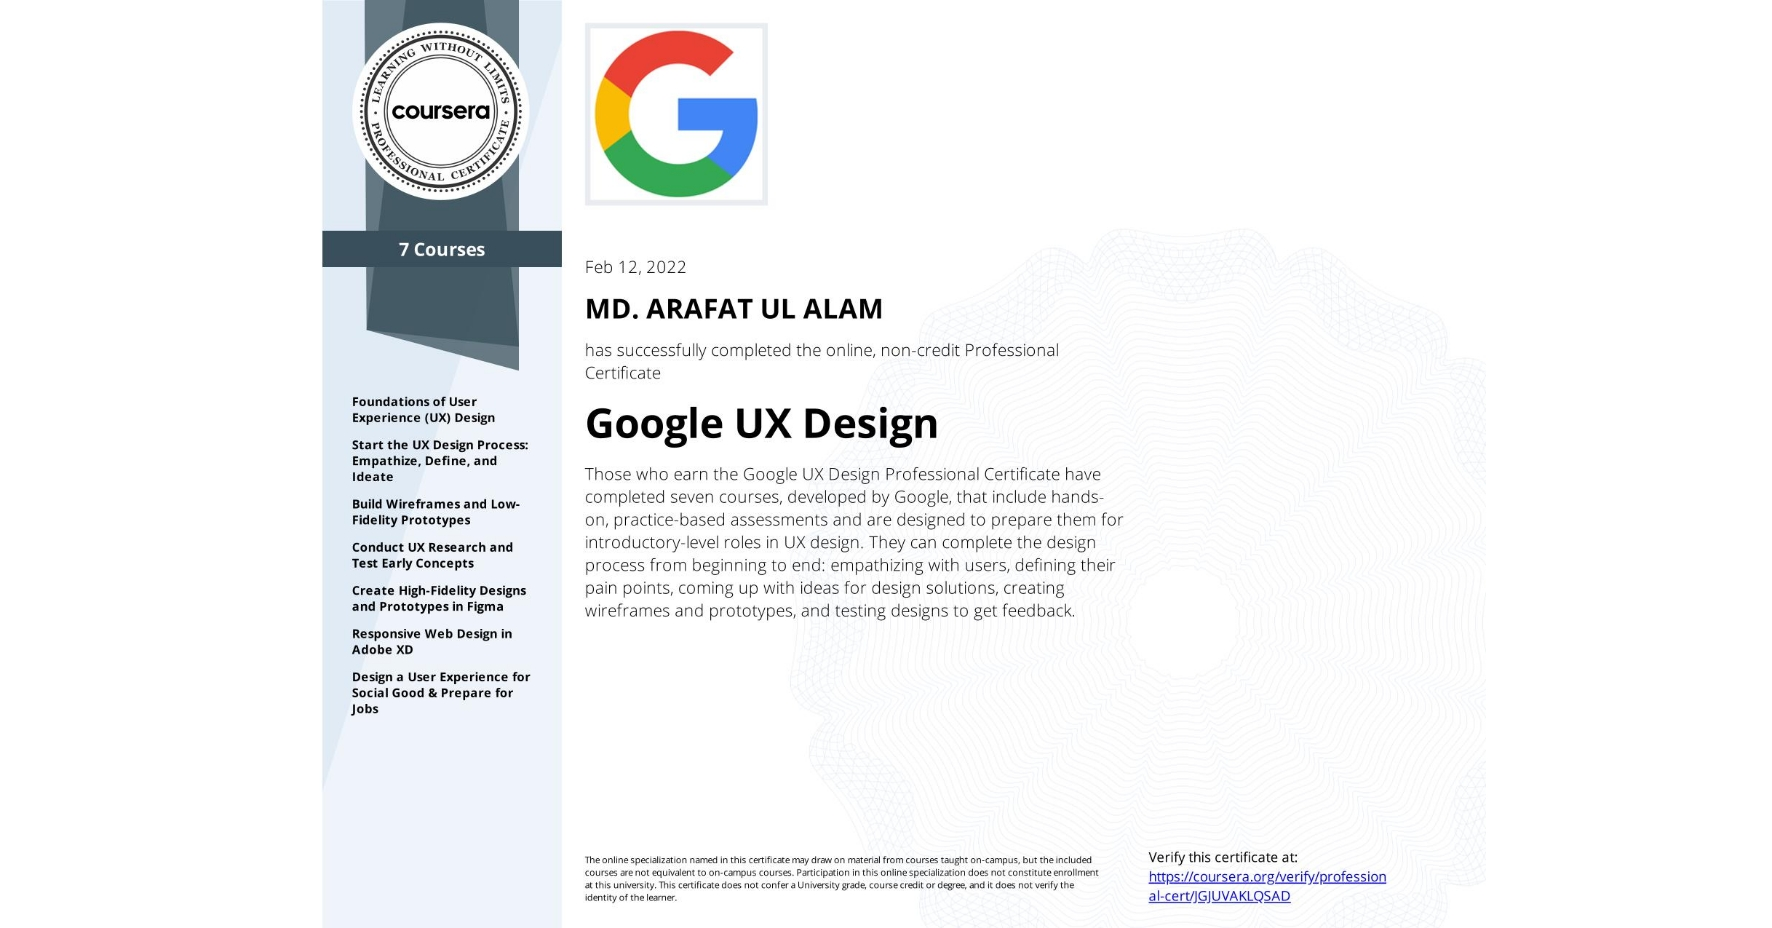 LEARNING WITHOUT LIMITS
coursera
PROFESSIONAL CERTIFICATE
7 Courses
Foundations of User
Experience (UX) Design
Start the UX Design Process:
Empathize, Define, and
Ideate
Build Wireframes and Low-
Fidelity Prototypes
Conduct UX Research and
Test Early Concepts
Create High-Fidelity Designs
and Prototypes in Figma
Responsive Web Design in
Adobe XD
Design a User Experience for
Social Good & Prepare for
Jobs
Feb 12, 2022
MD. ARAFAT UL ALAM
has successfully completed the online, non-credit Professional
Certificate
Google UX Design
Those who earn the Google UX Design Professional Certificate have
completed seven courses, developed by Google, that include hands-
on, practice-based assessments and are designed to prepare them for
introductory-level roles in UX design. They can complete the design
process from beginning to end: empathizing with users, defining their
pain points, coming up with ideas for design solutions, creating
wireframes and prototypes, and testing designs to get feedback.
The online specialization named in this certificate may draw on material from courses taught on-campus, but the included
courses are not equivalent to on-campus courses. Participation in this online specialization does not constitute enrollment
at this university. This certificate does not confer a University grade, course credit or degree, and it does not verify the
identity of the learner.
Verify this certificate at:
https://coursera.org/verify/profession
al-cert/JGJUVAKLQSAD